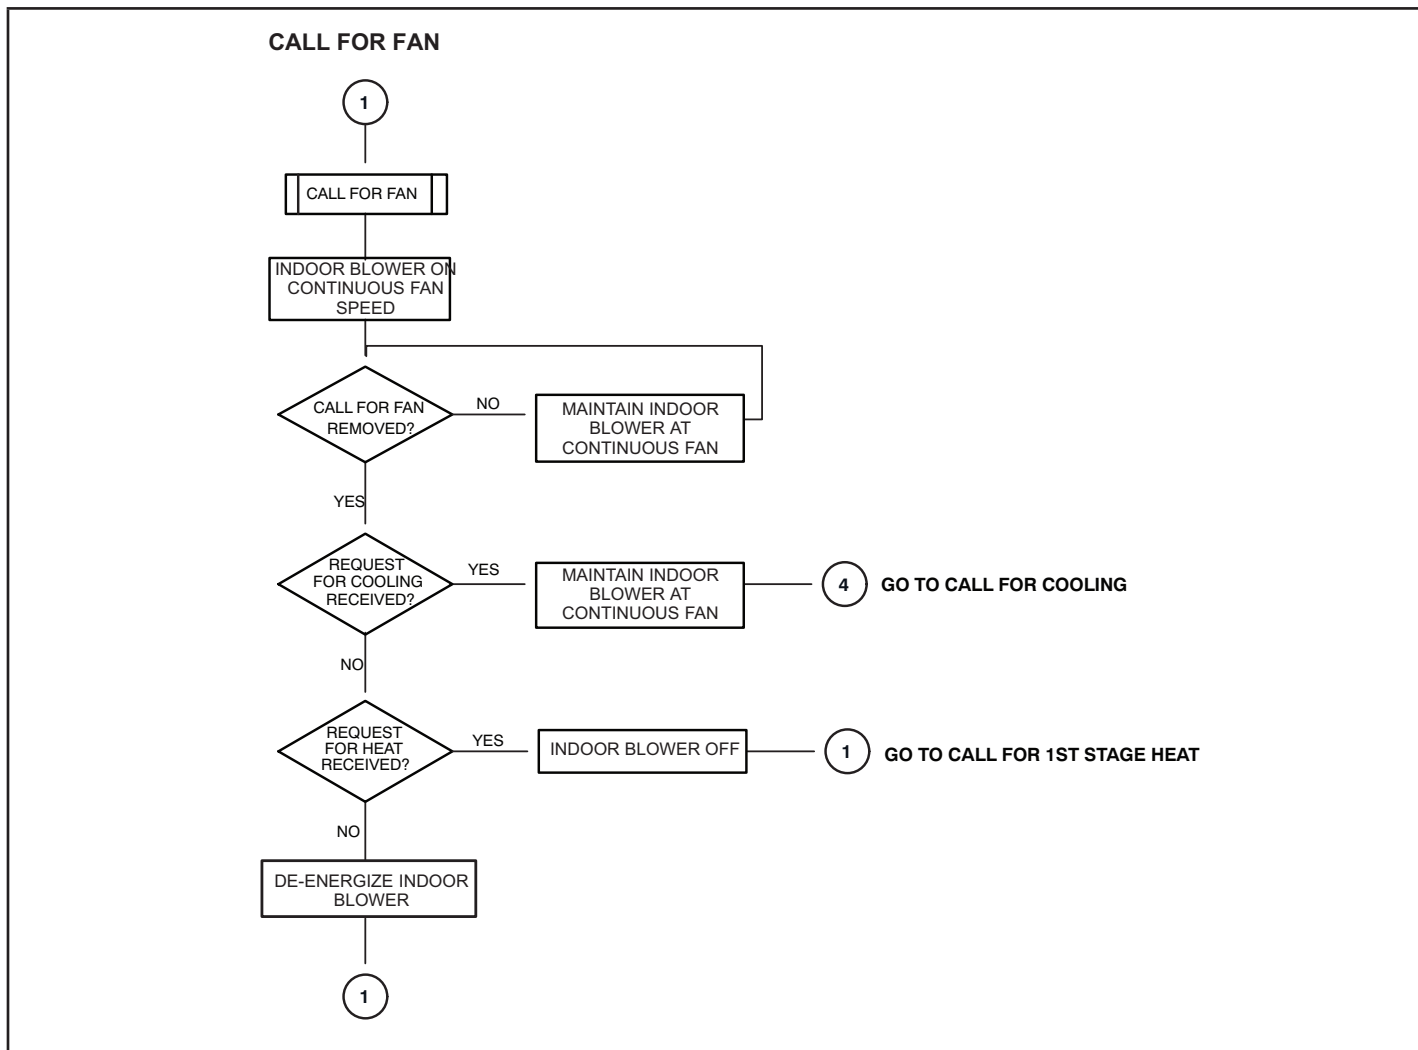 CALL FOR FAN
1
CALL FOR FAN
INDOOR BLOWER ON
CONTINUOUS FAN
SPEED
CALL FOR FAN
REMOVED?
NO
MAINTAIN INDOOR
BLOWER AT
CONTINUOUS FAN
YES
REQUEST
FOR COOLING
RECEIVED?
YES
MAINTAIN INDOOR
BLOWER AT
CONTINUOUS FAN
4
GO TO CALL FOR COOLING
NO
REQUEST
FOR HEAT
RECEIVED?
YES
INDOOR BLOWER OFF
1
GO TO CALL FOR 1ST STAGE HEAT
NO
DE-ENERGIZE INDOOR
BLOWER
1